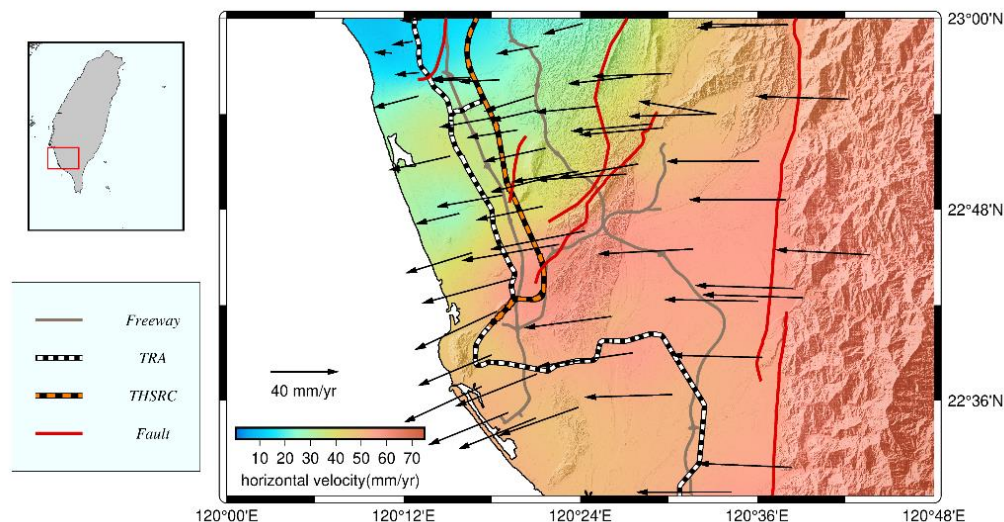 23°00'N
22°48'N
22°36'N
Freeway
TRA
THSRC
Fault
40 mm/yr
10 20 30 40 50 60 70
horizontal velocity(mm/yr)
120°00'E 120°12'E 120°24'E 120°36'E 120°48'E